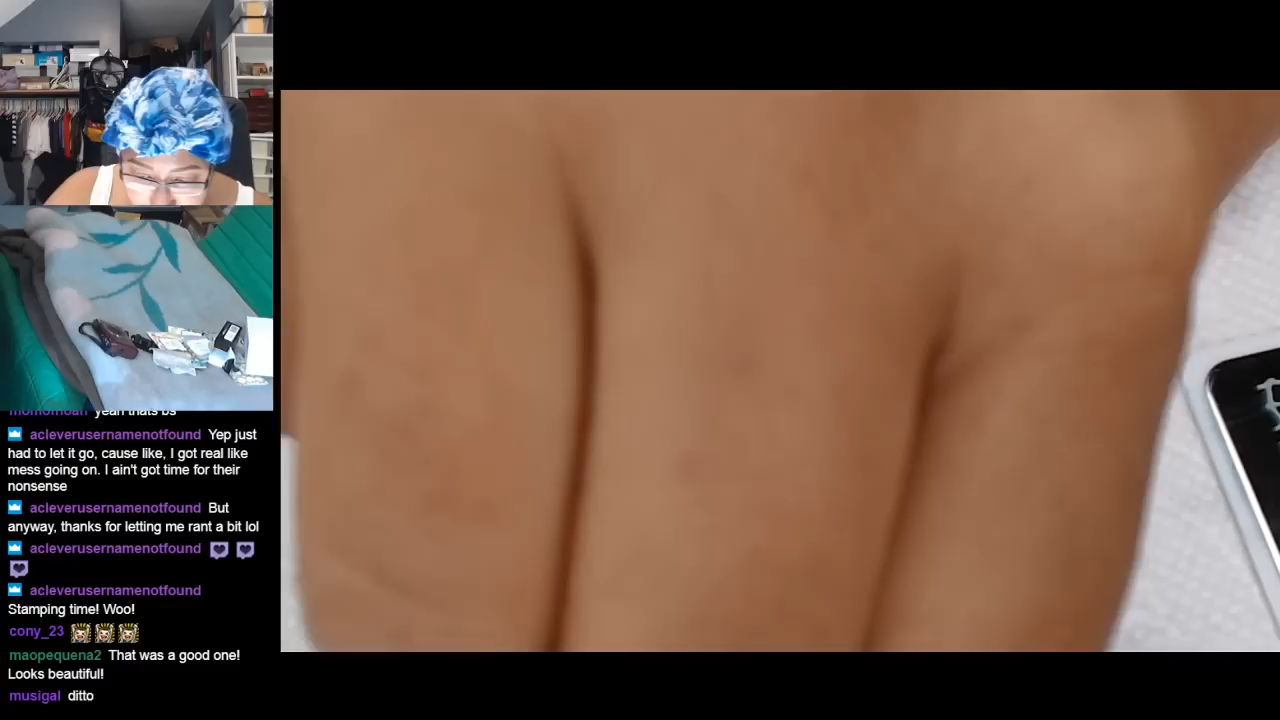 momomoan yeah thats bs
acleverusernamenotfound Yep just
had to let it go, cause like, I got real like
mess going on. I ain't got time for their
nonsense
acleverusernamenotfound But
anyway, thanks for letting me rant a bit lol
acleverusernamenotfound
acleverusernamenotfound
Stamping time! Woo!
cony_23
maopequena2 That was a good one!
Looks beautiful!
musigal ditto